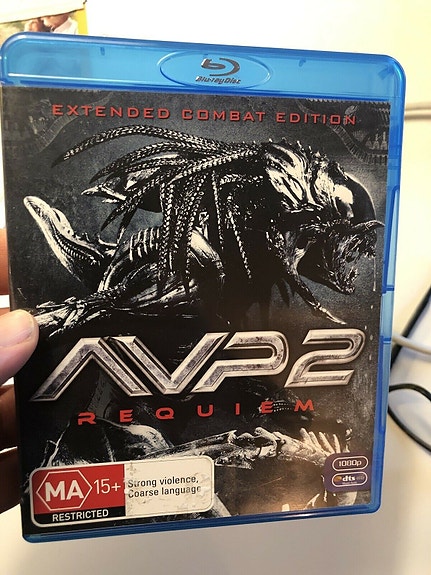 Blu-ray Disc
EXTENDED COMBAT EDITION
AVP2
REQUIEM
MA 15+
RESTRICTED
Strong violence,
Coarse language
1080p
dts